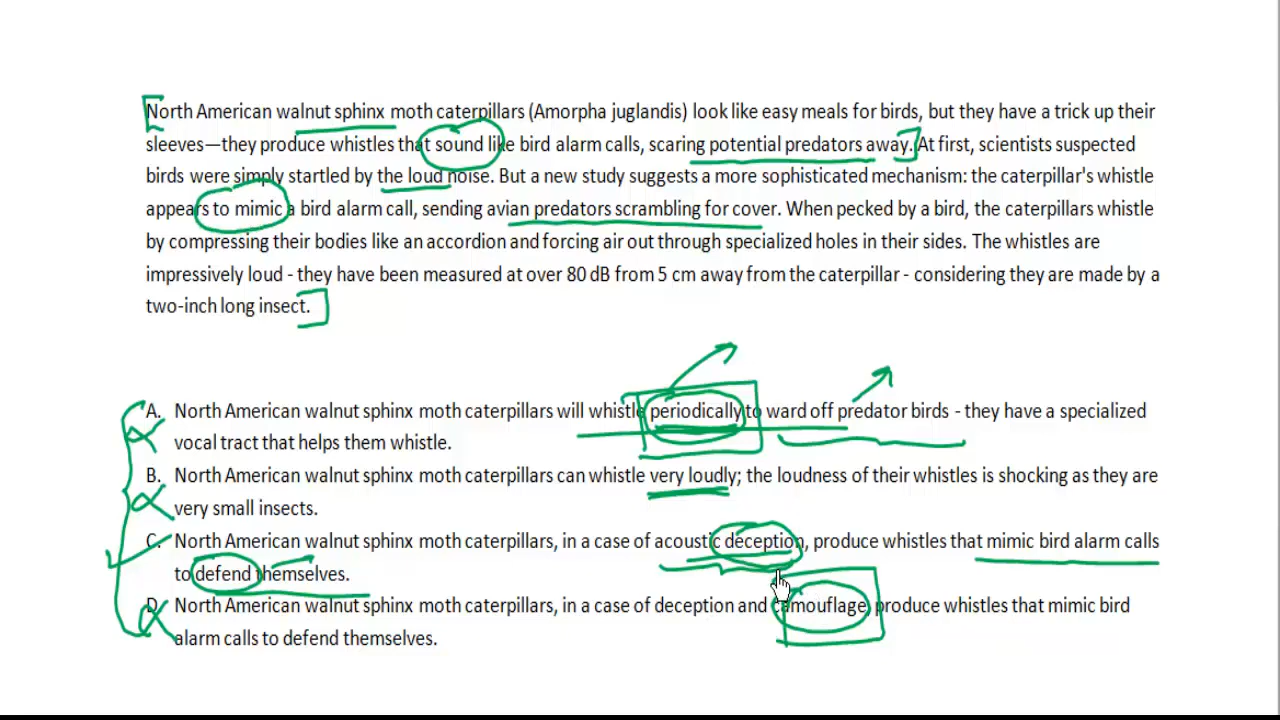 North American walnut sphinx moth caterpillars (Amorpha juglandis) look like easy meals for birds, but they have a trick up their
sleeves—they produce whistles that sound like bird alarm calls, scaring potential predators away. At first, scientists suspected
birds were simply startled by the loud noise. But a new study suggests a more sophisticated mechanism: the caterpillar's whistle
appears to mimic a bird alarm call, sending avian predators scrambling for cover. When pecked by a bird, the caterpillars whistle
by compressing their bodies like an accordion and forcing air out through specialized holes in their sides. The whistles are
impressively loud - they have been measured at over 80 dB from 5 cm away from the caterpillar - considering they are made by a
two-inch long insect.
A. North American walnut sphinx moth caterpillars will whistle periodically to ward off predator birds - they have a specialized
vocal tract that helps them whistle.
B. North American walnut sphinx moth caterpillars can whistle very loudly; the loudness of their whistles is shocking as they are
very small insects.
C. North American walnut sphinx moth caterpillars, in a case of acoustic deception, produce whistles that mimic bird alarm calls
to defend themselves.
D. North American walnut sphinx moth caterpillars, in a case of deception and camouflage, produce whistles that mimic bird
alarm calls to defend themselves.